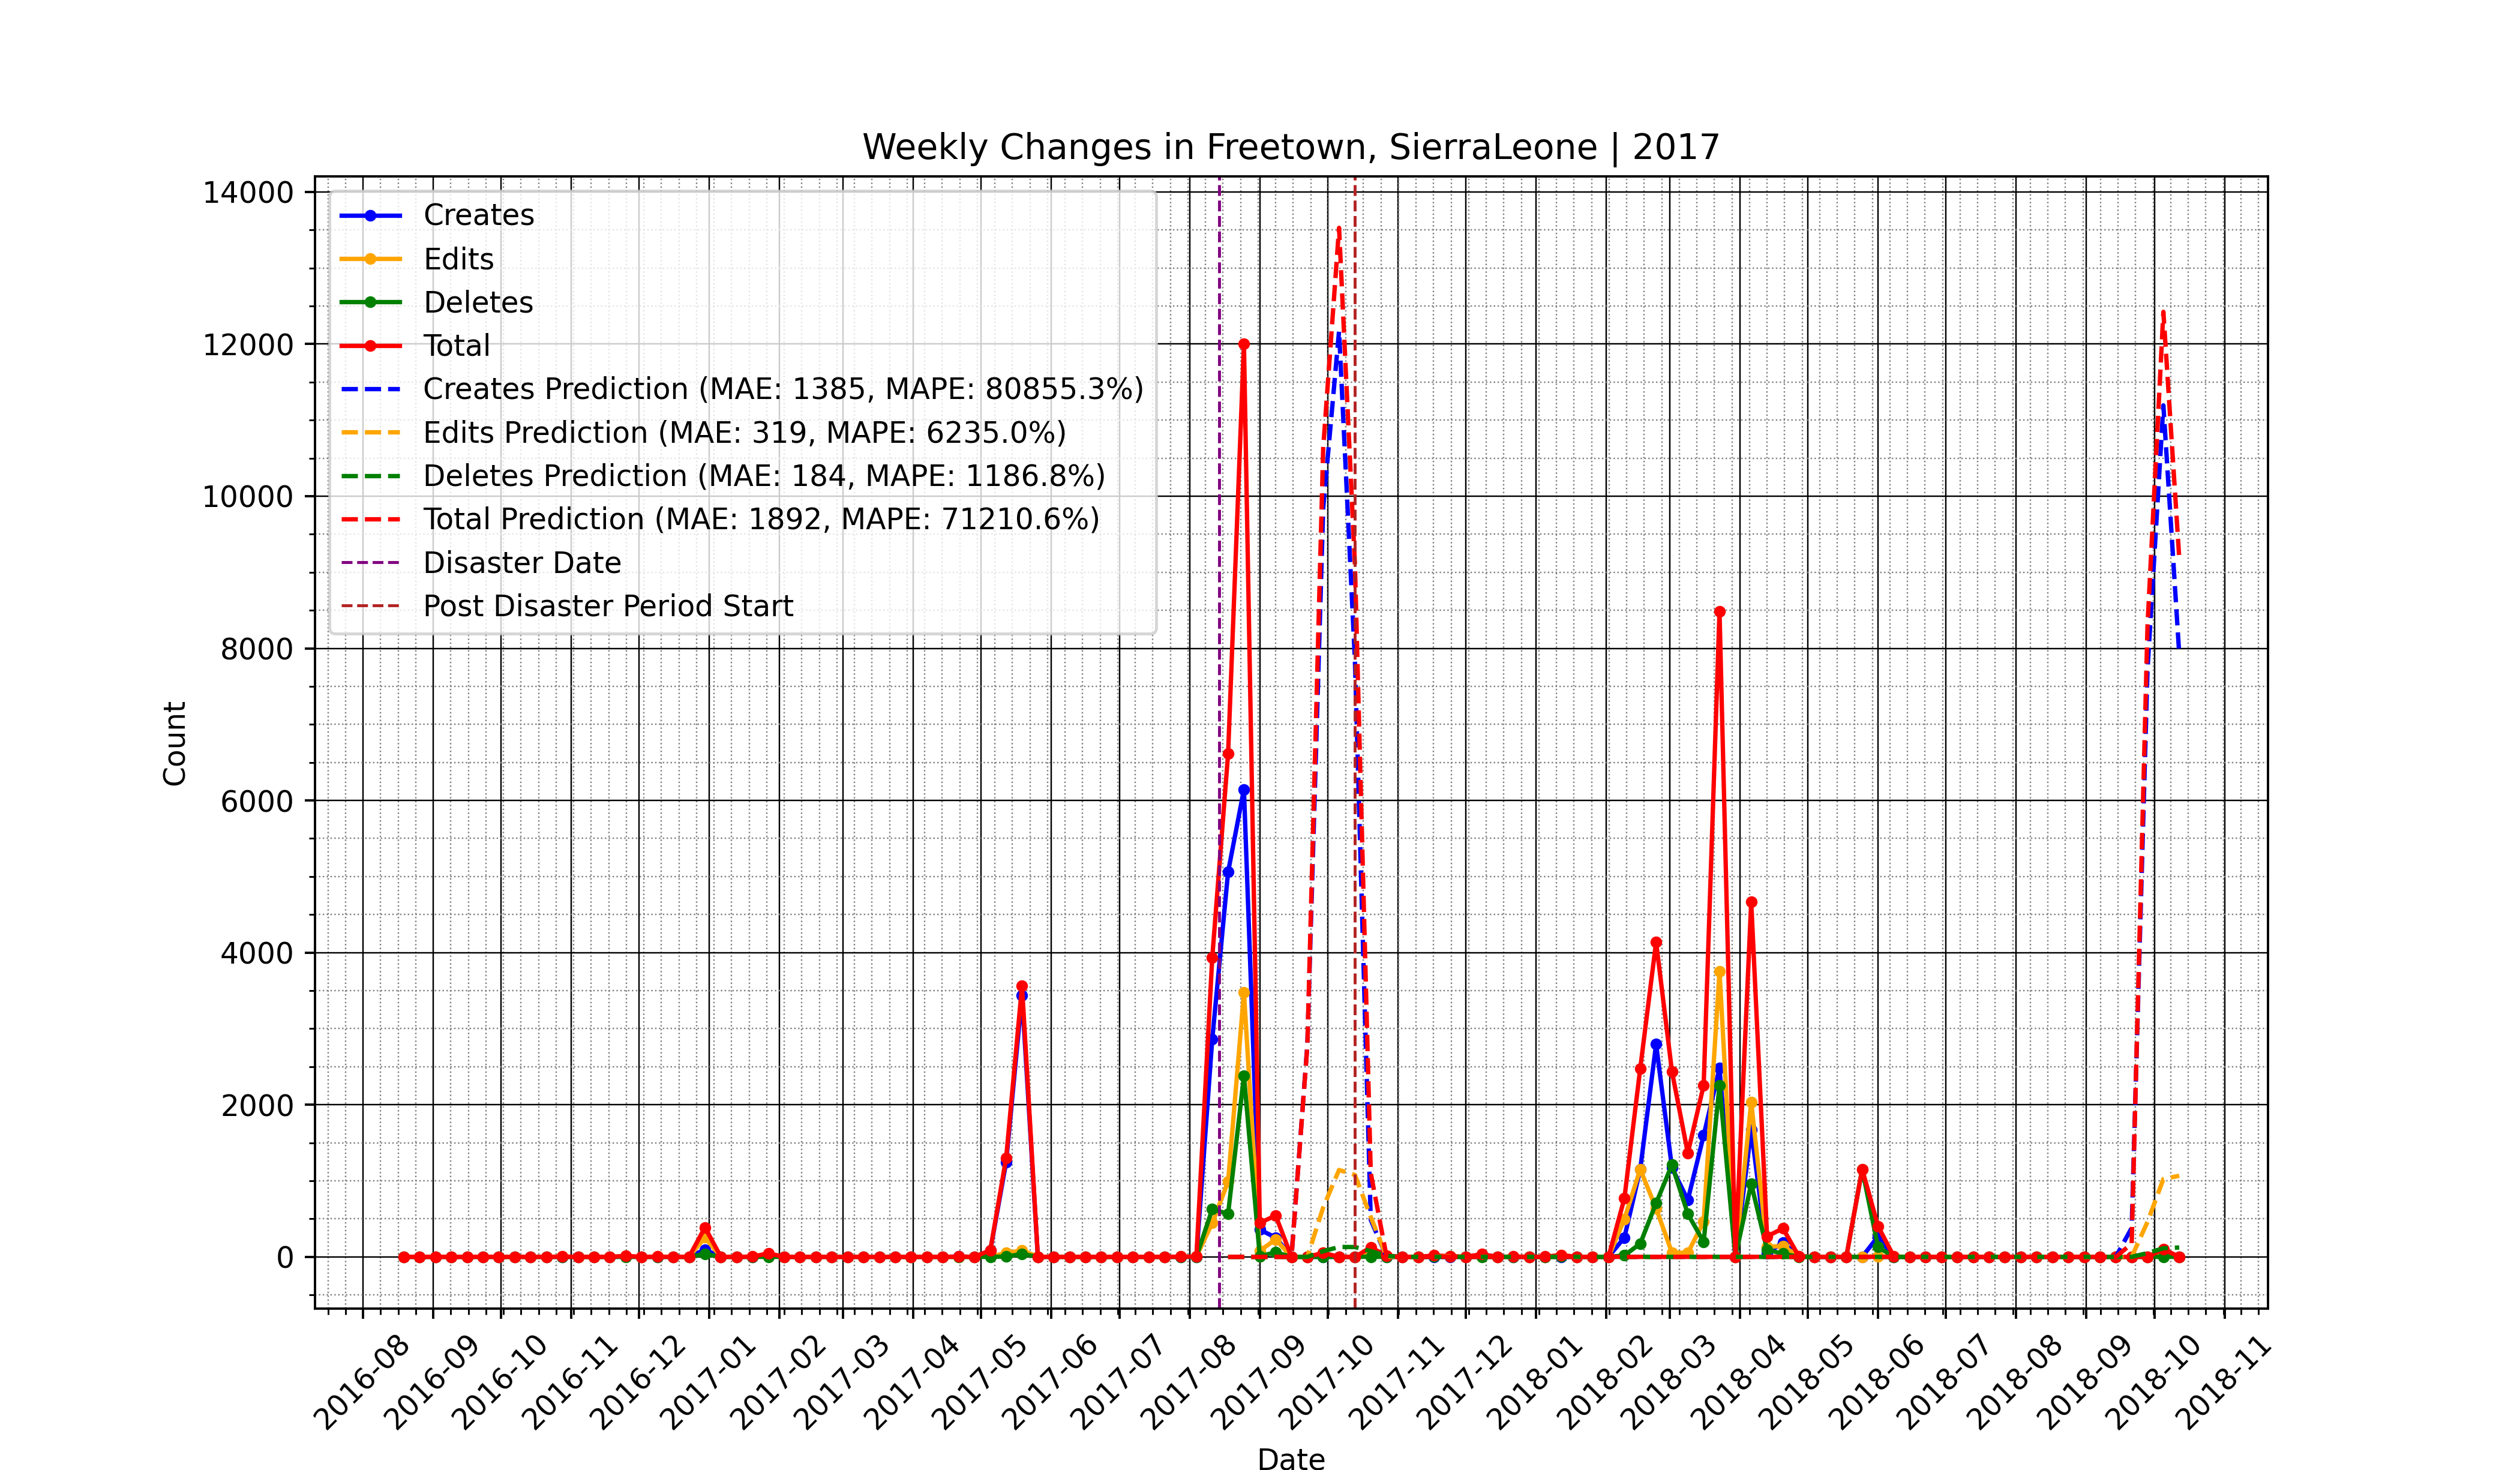 Weekly Changes in Freetown, SierraLeone | 2017
14000
12000
10000
8000
6000
4000
2000
0
Count
Creates
Edits
Deletes
Total
Creates Prediction (MAE: 1385, MAPE: 80855.3%)
Edits Prediction (MAE: 319, MAPE: 6235.0%)
Deletes Prediction (MAE: 184, MAPE: 1186.8%)
Total Prediction (MAE: 1892, MAPE: 71210.6%)
Disaster Date
Post Disaster Period Start
2016-08
2016-09
2016-10
2016-11
2016-12
2017-01
2017-02
2017-03
2017-04
2017-05
2017-06
2017-07
2017-08
2017-09
2017-10
2017-11
2017-12
2018-01
2018-02
2018-03
2018-04
2018-05
2018-06
2018-07
2018-08
2018-09
2018-10
2018-11
Date